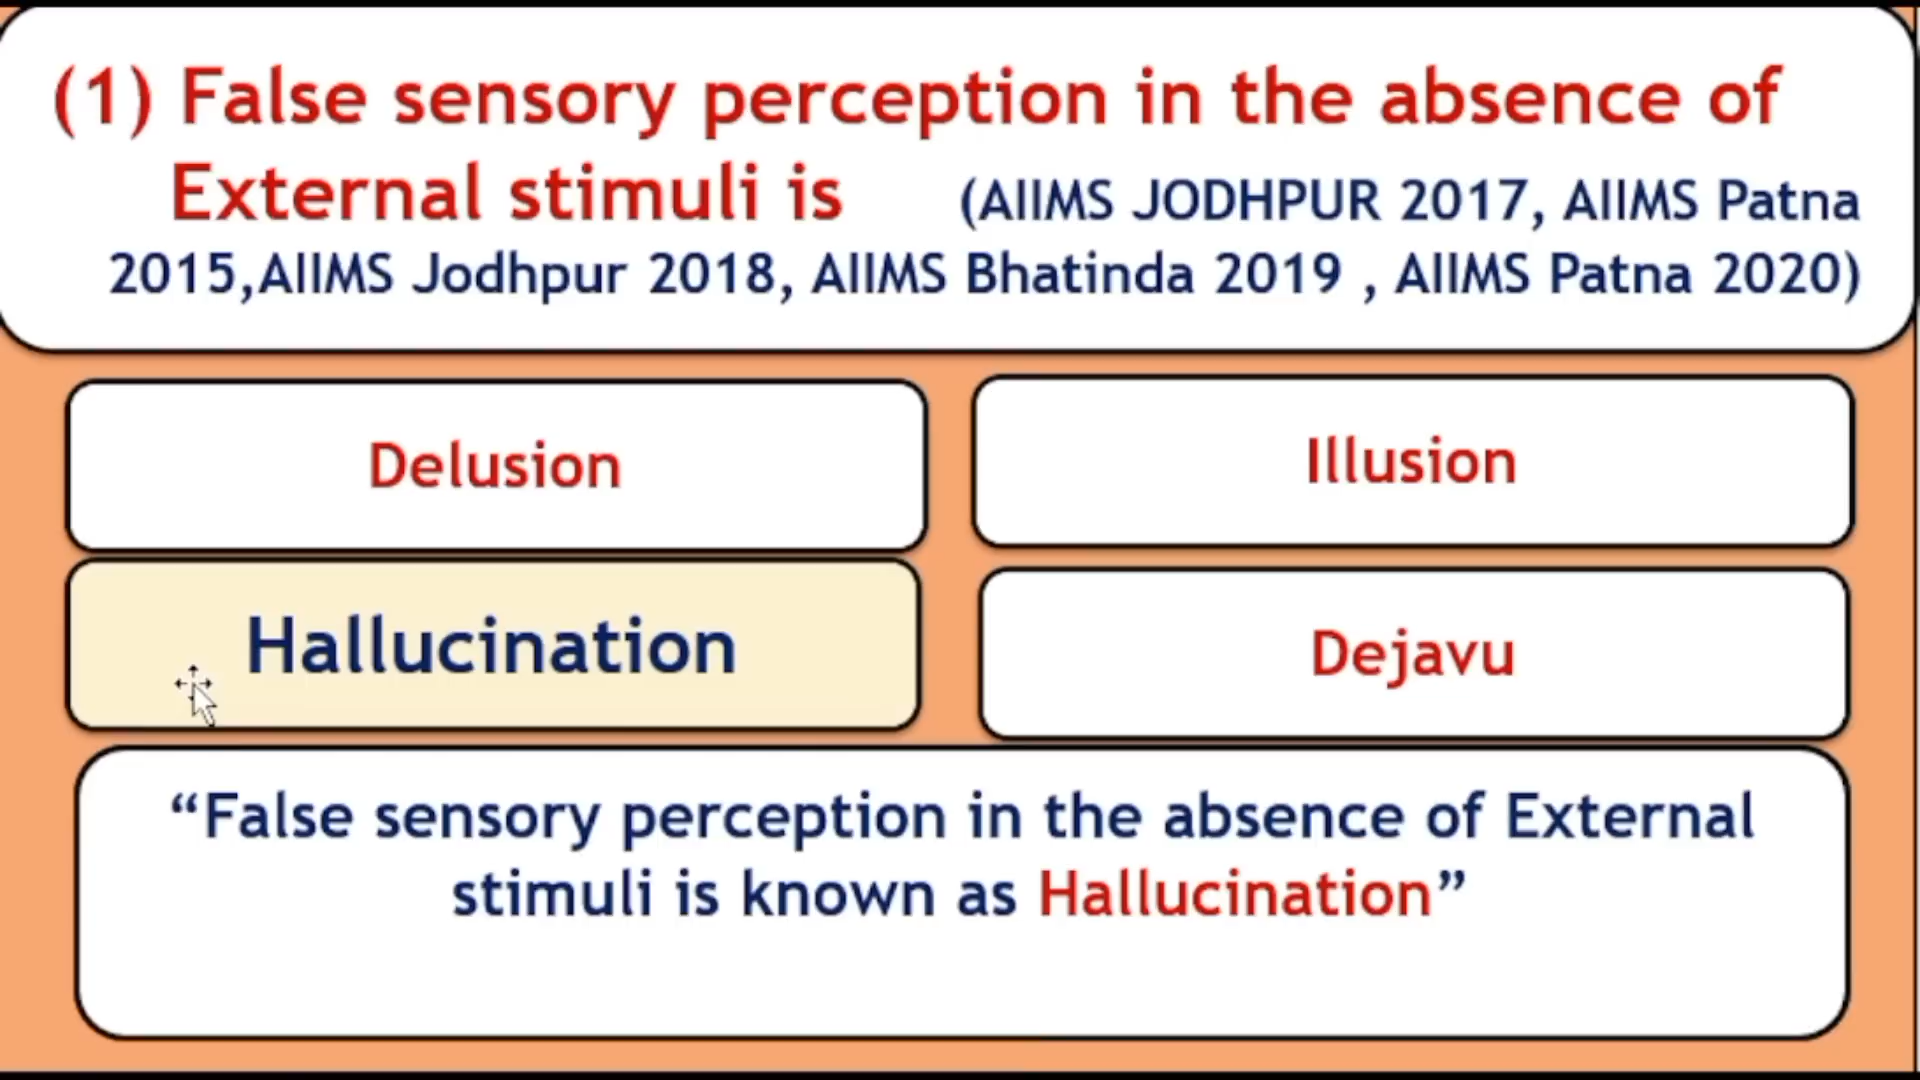 (1) False sensory perception in the absence of
External stimuli is (AIIMS JODHPUR 2017, AIIMS Patna
2015,AIIMS Jodhpur 2018, AIIMS Bhatinda 2019 , AIIMS Patna 2020)
Delusion
Illusion
Hallucination
Dejavu
“False sensory perception in the absence of External
stimuli is known as Hallucination”